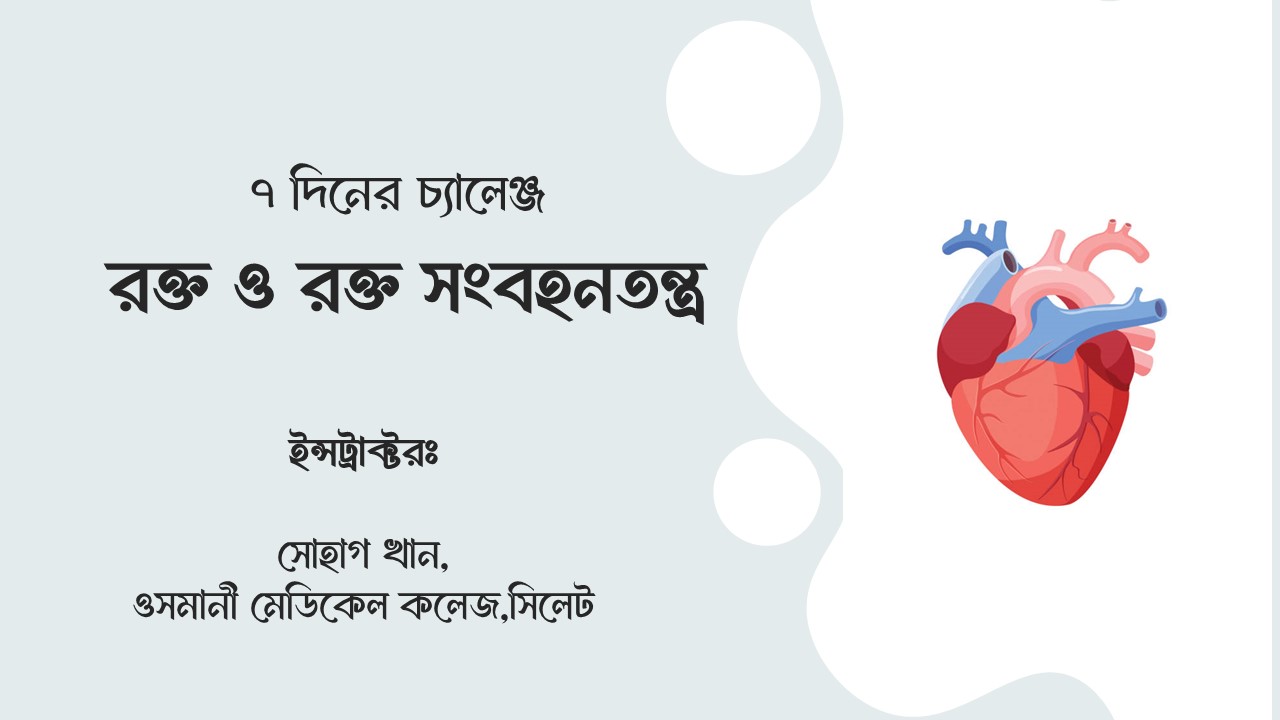 ৭ দিনের চ্যালেঞ্জ
রক্ত ও রক্ত সংবহনতন্ত্র
ইন্সট্রাক্টরঃ
সোহাগ খান,
ওসমানী মেডিকেল কলেজ,সিলেট